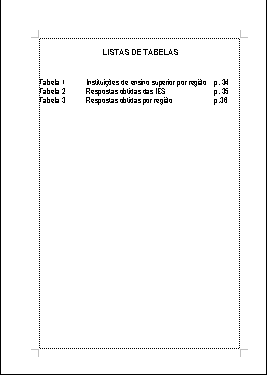 LISTAS DE TABELAS
Tabela 1 Instituições de ensino superior por região p. 34
Tabela 2 Respostas obtidas das IES p. 35
Tabela 3 Respostas obtidas por região p.36